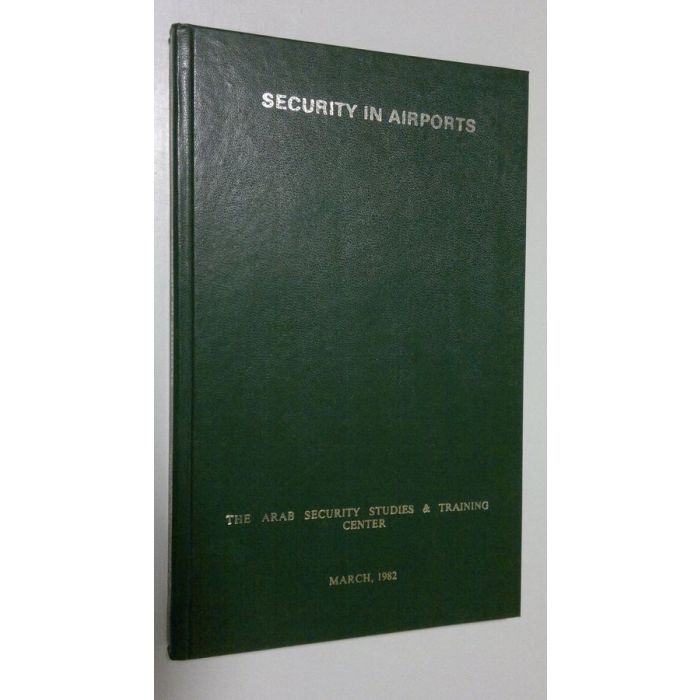 SECURITY IN AIRPORTS
THE ARAB SECURITY STUDIES & TRAINING
CENTER
MARCH, 1982